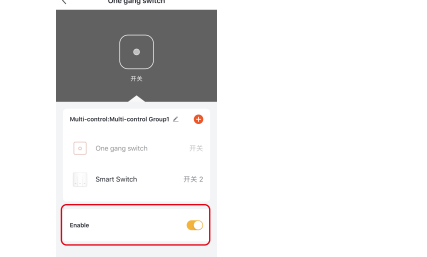 One gang switch
开关
Multi-control:Multi-control Group1
One gang switch 开关
Smart Switch 开关 2
Enable